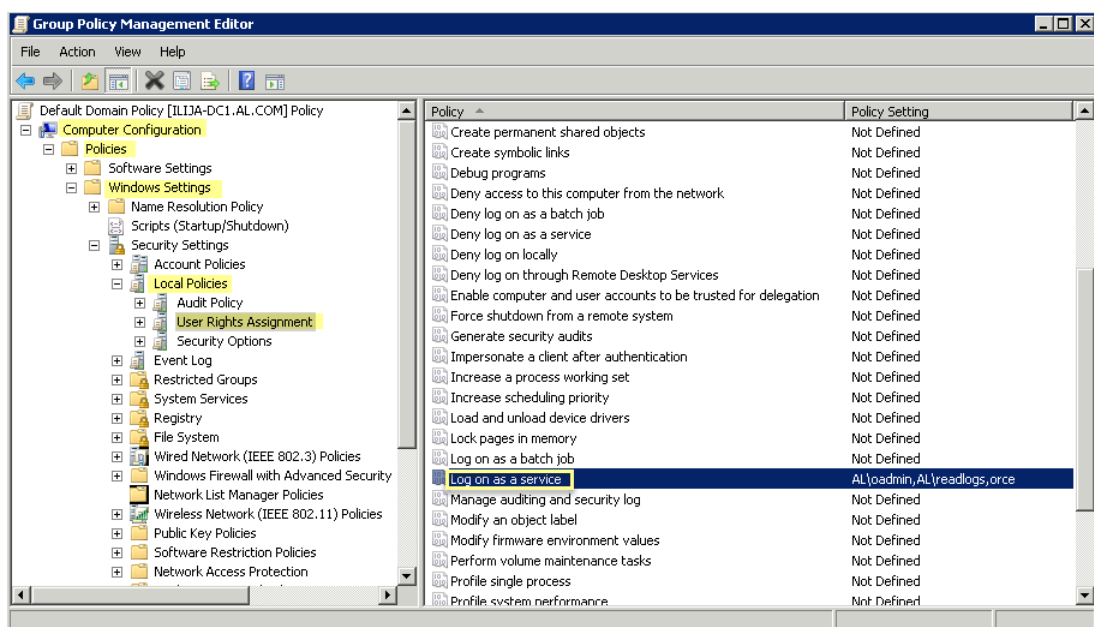 Group Policy Management Editor
File Action View Help
Default Domain Policy [ILIJA-DC1.AL.COM] Policy
Computer Configuration
Policies
Software Settings
Windows Settings
Name Resolution Policy
Scripts (Startup/Shutdown)
Security Settings
Account Policies
Local Policies
Audit Policy
User Rights Assignment
Security Options
Event Log
Restricted Groups
System Services
Registry
File System
Wired Network (IEEE 802.3) Policies
Windows Firewall with Advanced Security
Network List Manager Policies
Wireless Network (IEEE 802.11) Policies
Public Key Policies
Software Restriction Policies
Network Access Protection
Policy Policy Setting
Create permanent shared objects Not Defined
Create symbolic links Not Defined
Debug programs Not Defined
Deny access to this computer from the network Not Defined
Deny log on as a batch job Not Defined
Deny log on as a service Not Defined
Deny log on locally Not Defined
Deny log on through Remote Desktop Services Not Defined
Enable computer and user accounts to be trusted for delegation Not Defined
Force shutdown from a remote system Not Defined
Generate security audits Not Defined
Impersonate a client after authentication Not Defined
Increase a process working set Not Defined
Increase scheduling priority Not Defined
Load and unload device drivers Not Defined
Lock pages in memory Not Defined
Log on as a batch job Not Defined
Log on as a service AL\oadmin,AL\readlogs,orce
Manage auditing and security log Not Defined
Modify an object label Not Defined
Modify firmware environment values Not Defined
Perform volume maintenance tasks Not Defined
Profile single process Not Defined
Profile system performance Not Defined